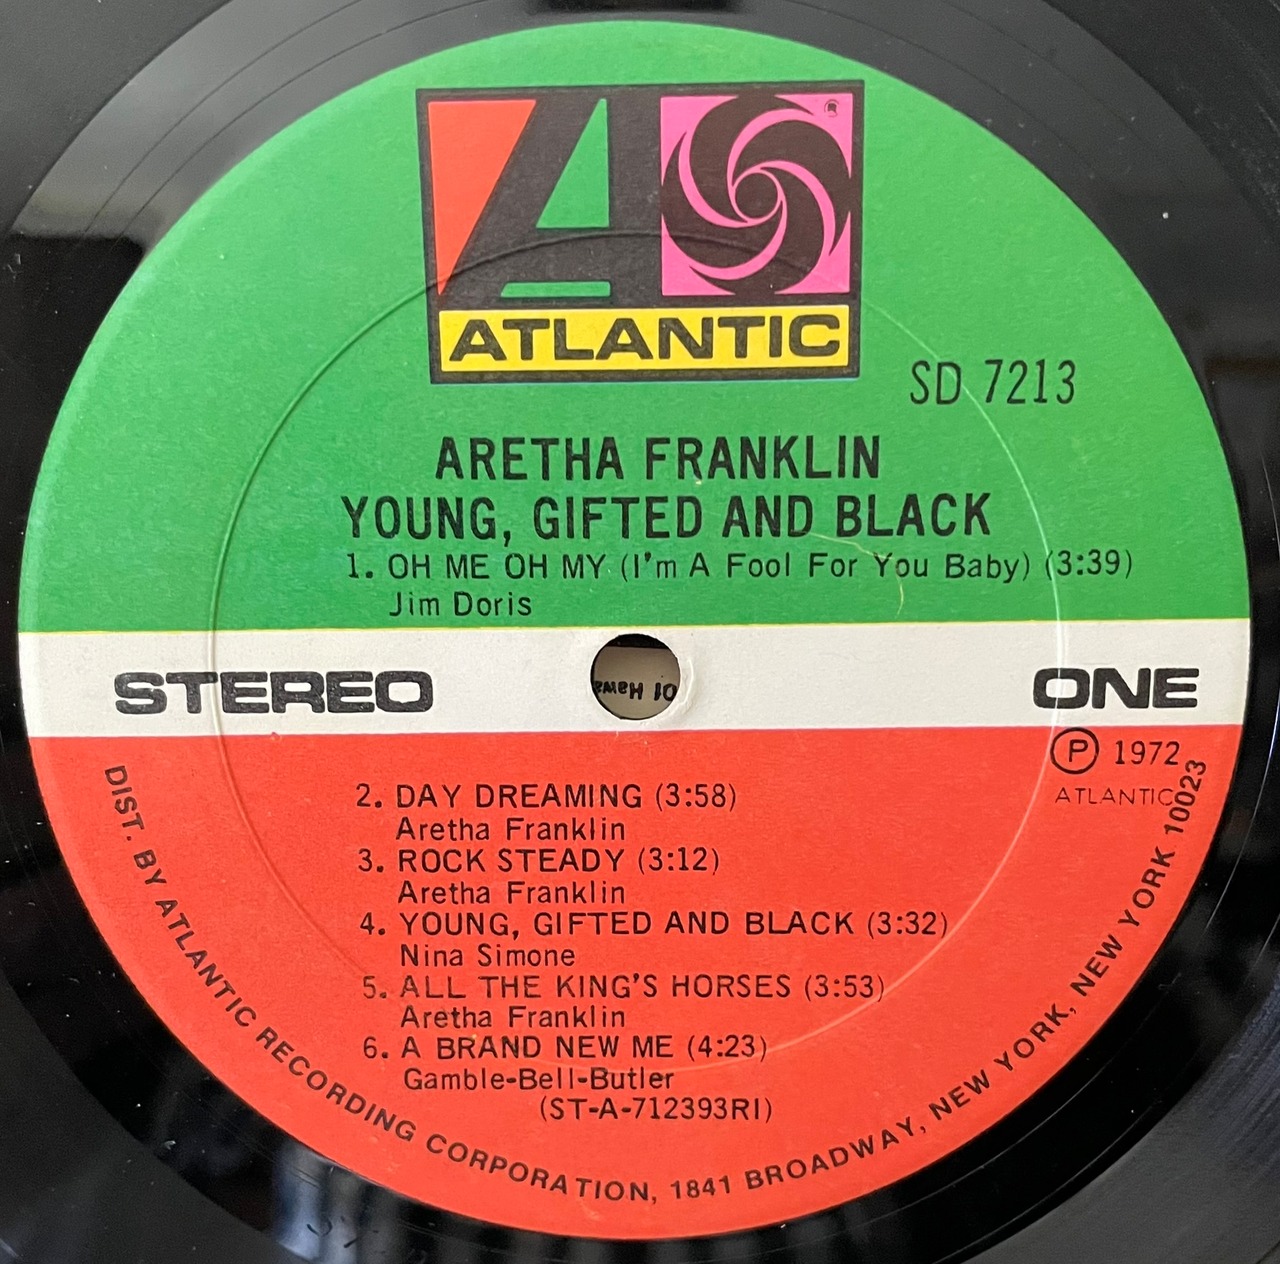 ®
ATLANTIC
SD 7213
ARETHA FRANKLIN
YOUNG, GIFTED AND BLACK
1. OH ME OH MY (I'm A Fool For You Baby) (3:39)
Jim Doris
STEREO
ONE
Ⓟ 1972
ATLANTIC
2. DAY DREAMING (3:58)
Aretha Franklin
3. ROCK STEADY (3:12)
Aretha Franklin
4. YOUNG, GIFTED AND BLACK (3:32)
Nina Simone
5. ALL THE KING'S HORSES (3:53)
Aretha Franklin
6. A BRAND NEW ME (4:23)
Gamble-Bell-Butler
(ST-A-712393RI)
DIST. BY ATLANTIC RECORDING CORPORATION, 1841 BROADWAY, NEW YORK, NEW YORK 10023